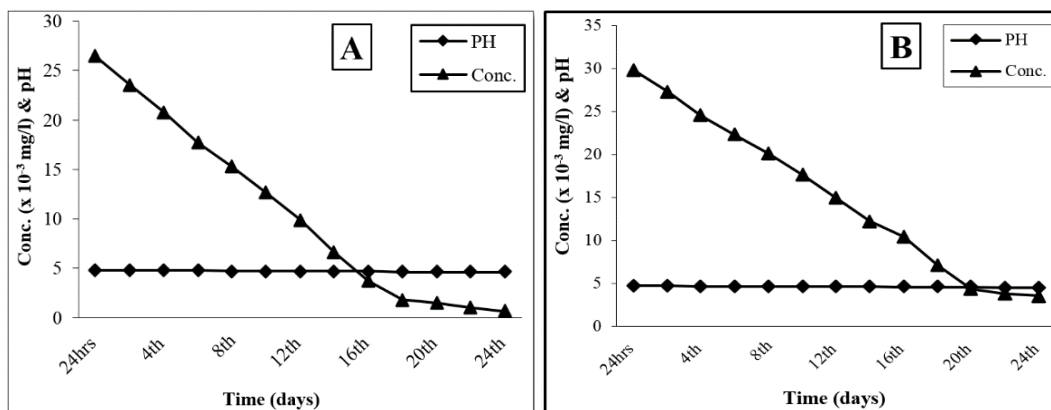 A
PH
Conc.
Conc. (x 10⁻³ mg/l) & pH
30
25
20
15
10
5
0
24hrs
4th
8th
12th
16th
20th
24th
Time (days)
B
PH
Conc.
Conc. (x 10⁻³ mg/l) & pH
35
30
25
20
15
10
5
0
24hrs
4th
8th
12th
16th
20th
24th
Time (days)